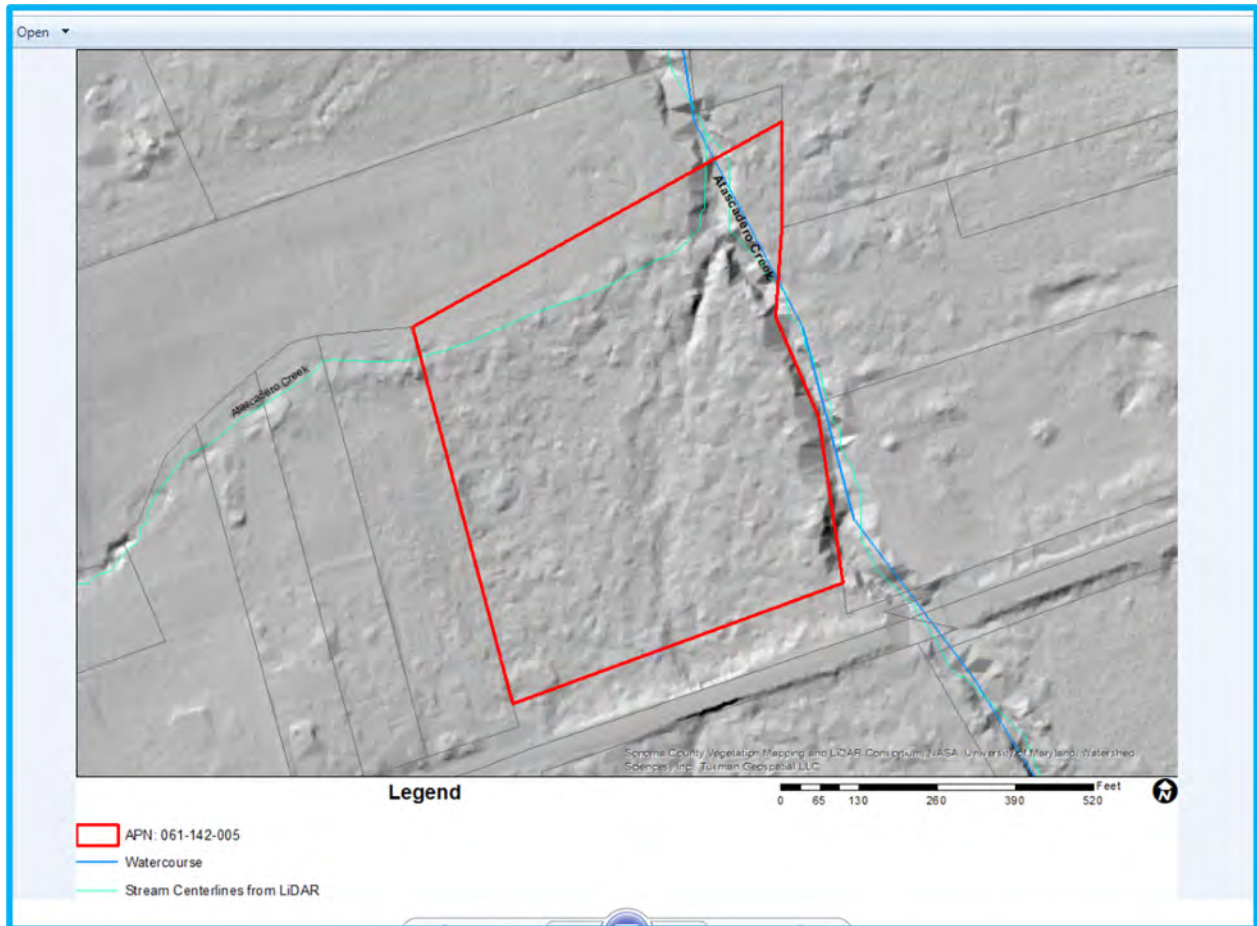 Open
Atascadero Creek
Atascadero Creek
Sonoma County Vegetation Mapping and LiDAR Consortium, NASA, University of Maryland, Watershed
Sciences, Inc., Tukman Geospatial LLC
Legend
Feet
0 65 130 260 390 520
N
APN: 061-142-005
Watercourse
Stream Centerlines from LiDAR